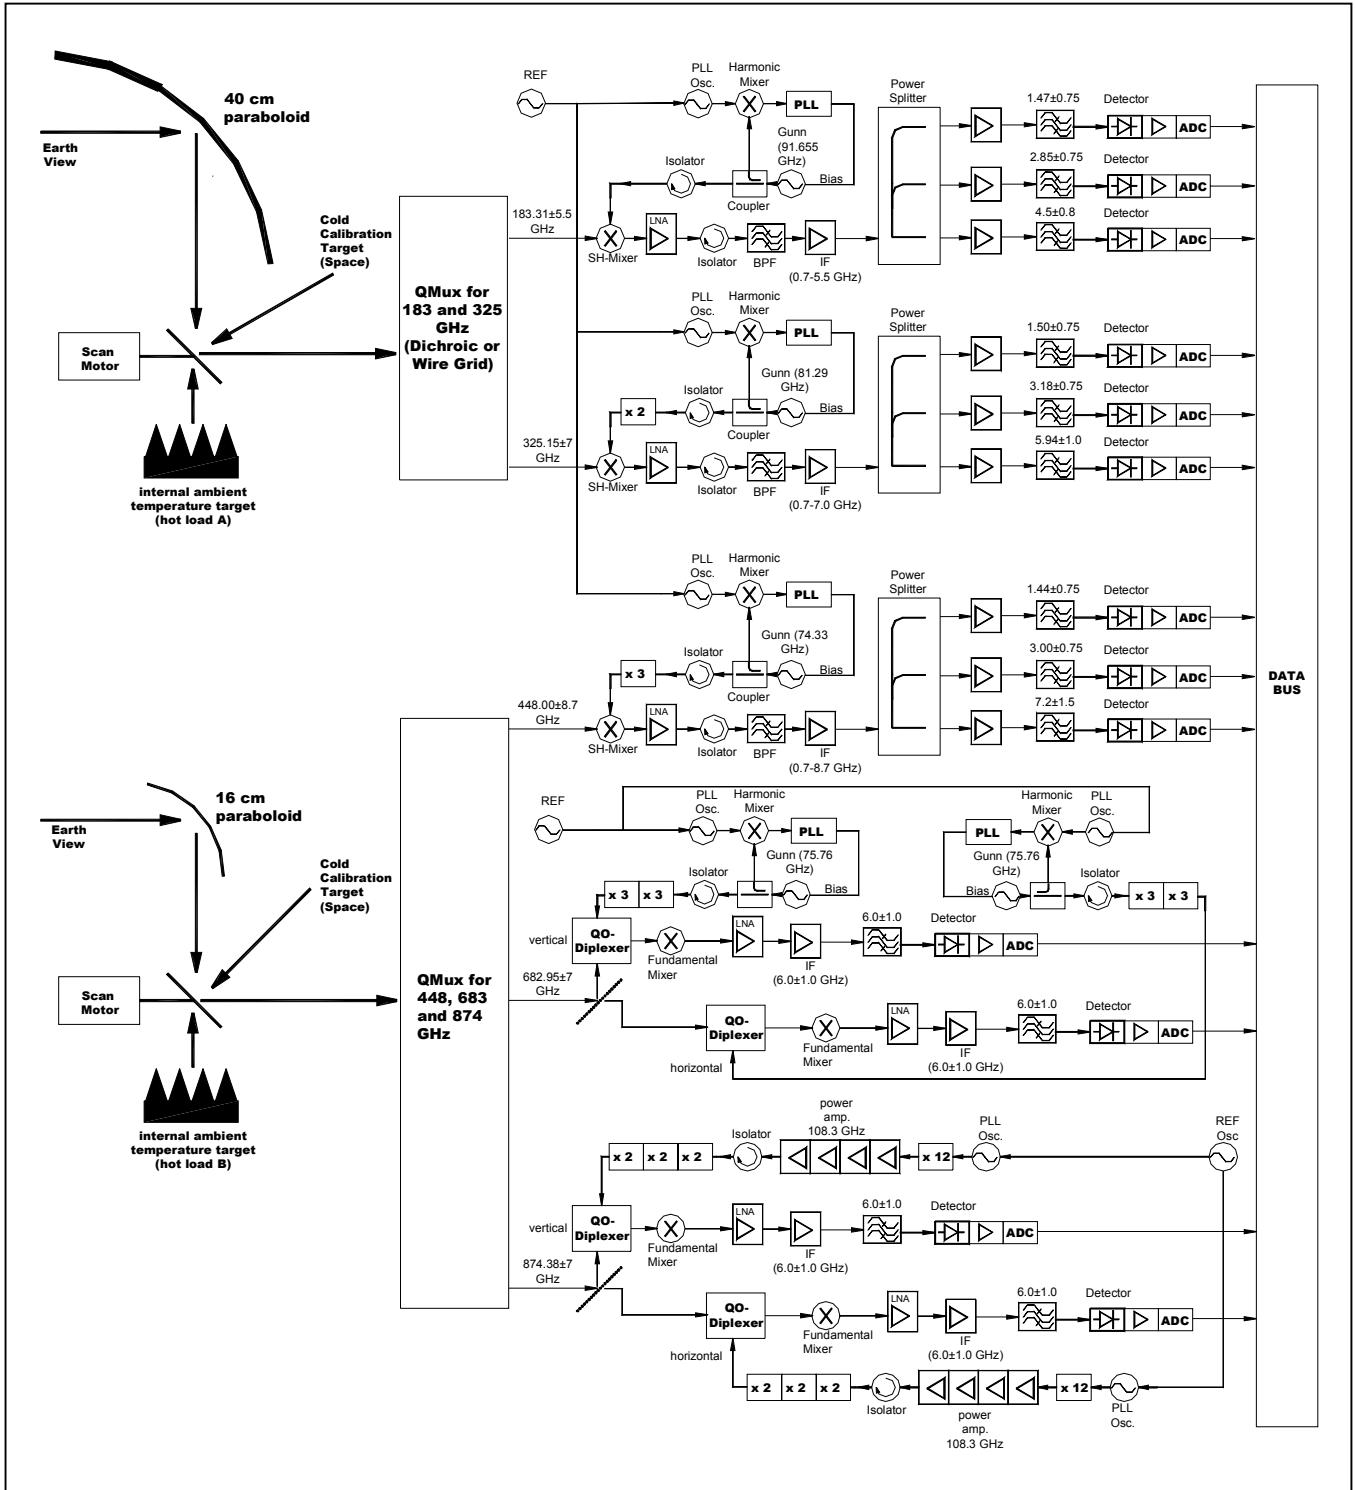 40 cm
paraboloid
Earth
View
Cold
Calibration
Target
(Space)
Scan
Motor
internal ambient
temperature target
(hot load A)
QMux for
183 and 325
GHz
(Dichroic or
Wire Grid)
REF
PLL
Osc.
Harmonic
Mixer
PLL
Gunn
(91.655
GHz)
Bias
Isolator
Coupler
183.31±5.5
GHz
SH-Mixer
LNA
Isolator
BPF
IF
(0.7-5.5 GHz)
Power
Splitter
1.47±0.75
Detector
ADC
2.85±0.75
Detector
ADC
4.5±0.8
Detector
ADC
PLL
Osc.
Harmonic
Mixer
PLL
Gunn (81.29
GHz)
Bias
Isolator
x 2
Coupler
325.15±7
GHz
SH-Mixer
LNA
Isolator
BPF
IF
(0.7-7.0 GHz)
Power
Splitter
1.50±0.75
Detector
ADC
3.18±0.75
Detector
ADC
5.94±1.0
Detector
ADC
PLL
Osc.
Harmonic
Mixer
PLL
Gunn (74.33
GHz)
Bias
Isolator
x 3
Coupler
448.00±8.7
GHz
SH-Mixer
LNA
Isolator
BPF
IF
(0.7-8.7 GHz)
Power
Splitter
1.44±0.75
Detector
ADC
3.00±0.75
Detector
ADC
7.2±1.5
Detector
ADC
DATA
BUS
16 cm
paraboloid
Earth
View
Cold
Calibration
Target
(Space)
Scan
Motor
internal ambient
temperature target
(hot load B)
QMux for
448, 683
and 874
GHz
REF
PLL
Osc.
Harmonic
Mixer
PLL
Gunn (75.76
GHz)
Bias
Isolator
x 3 x 3
Harmonic
Mixer
PLL
Osc.
PLL
Gunn (75.76
GHz)
Bias
Isolator
x 3 x 3
vertical
QO-
Diplexer
682.95±7
GHz
Fundamental
Mixer
LNA
IF
(6.0±1.0 GHz)
6.0±1.0
Detector
ADC
QO-
Diplexer
horizontal
Fundamental
Mixer
LNA
IF
(6.0±1.0 GHz)
6.0±1.0
Detector
ADC
x 2 x 2 x 2
Isolator
power
amp.
108.3 GHz
x 12
PLL
Osc.
REF
Osc
vertical
QO-
Diplexer
874.38±7
GHz
Fundamental
Mixer
LNA
IF
(6.0±1.0 GHz)
6.0±1.0
Detector
ADC
QO-
Diplexer
horizontal
Fundamental
Mixer
LNA
IF
(6.0±1.0 GHz)
6.0±1.0
Detector
ADC
x 2 x 2 x 2
Isolator
power
amp.
108.3 GHz
x 12
PLL
Osc.